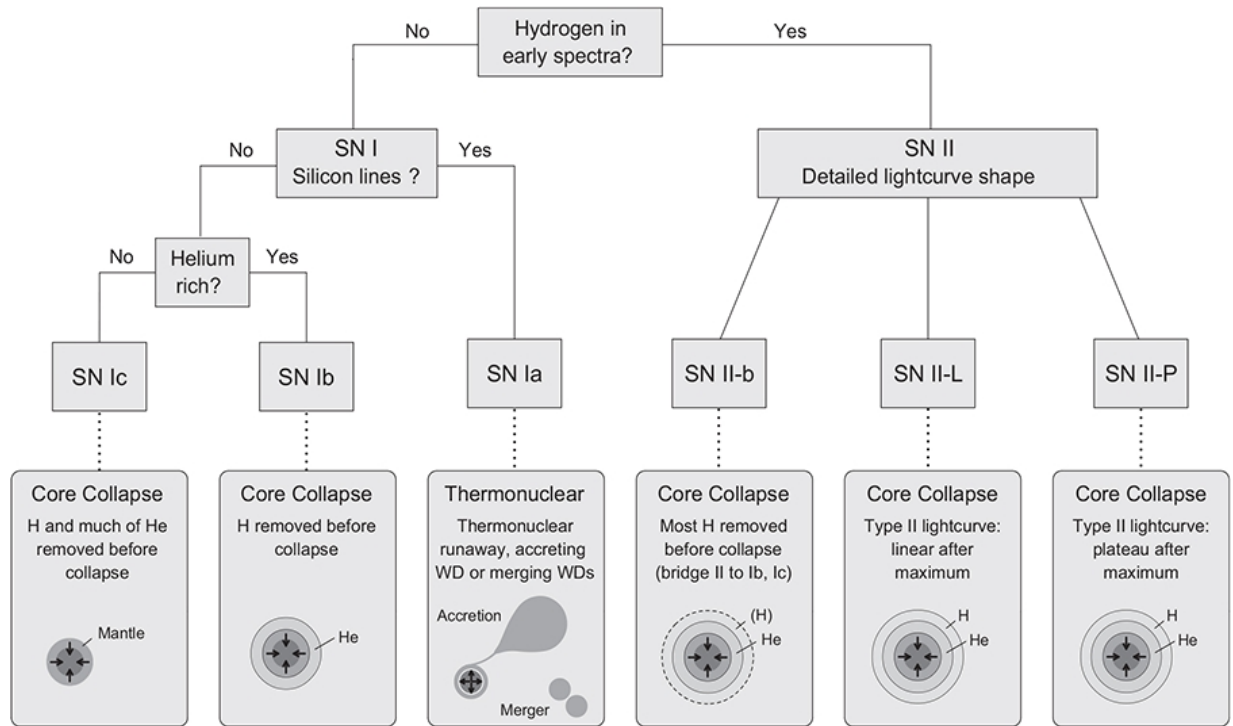 Hydrogen in
early spectra?
No
Yes
SN I
Silicon lines ?
No
Yes
SN II
Detailed lightcurve shape
Helium
rich?
No
Yes
SN Ic
SN Ib
SN Ia
SN II-b
SN II-L
SN II-P
Core Collapse
H and much of He
removed before
collapse
Mantle
Core Collapse
H removed before
collapse
He
Thermonuclear
Thermonuclear
runaway, accreting
WD or merging WDs
Accretion
Merger
Core Collapse
Most H removed
before collapse
(bridge II to Ib, Ic)
(H)
He
Core Collapse
Type II lightcurve:
linear after
maximum
H
He
Core Collapse
Type II lightcurve:
plateau after
maximum
H
He